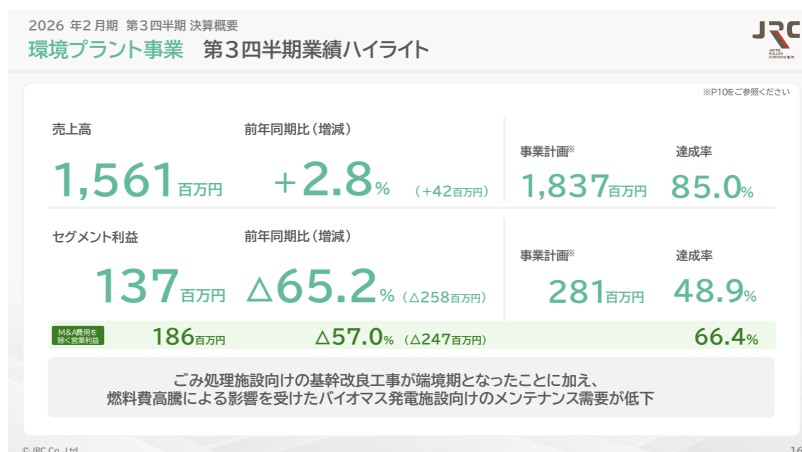 2026 年2月期 第3四半期 決算概要
環境プラント事業 第3四半期業績ハイライト
JRC
JAPAN
ROLLER
CORPORATION
※P10をご参照ください
売上高 前年同期比(増減)
事業計画※ 達成率
1,561百万円 +2.8% (+42百万円) 1,837百万円 85.0%
セグメント利益 前年同期比(増減)
事業計画※ 達成率
137百万円 △65.2% (△258百万円) 281百万円 48.9%
M&A費用を
除く営業利益
186百万円 △57.0% (△247百万円) 66.4%
ごみ処理施設向けの基幹改良工事が端境期となったことに加え、
燃料費高騰による影響を受けたバイオマス発電施設向けのメンテナンス需要が低下
© JRC Co.,Ltd.
16